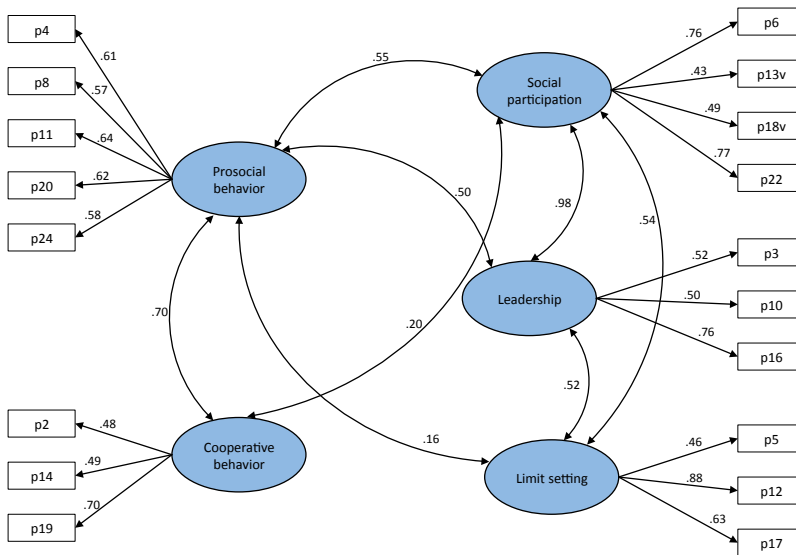 p4
.61
p8
.57
p11
.64
p20
.62
p24
.58
Prosocial
behavior
.55
Social
participation
.76
p6
.43
p13v
.49
p18v
.77
p22
.50
.98
.54
Leadership
.52
p3
.50
p10
.76
p16
.70
.20
.52
.16
p2
.48
p14
.49
p19
.70
Cooperative
behavior
Limit setting
.46
p5
.88
p12
.63
p17